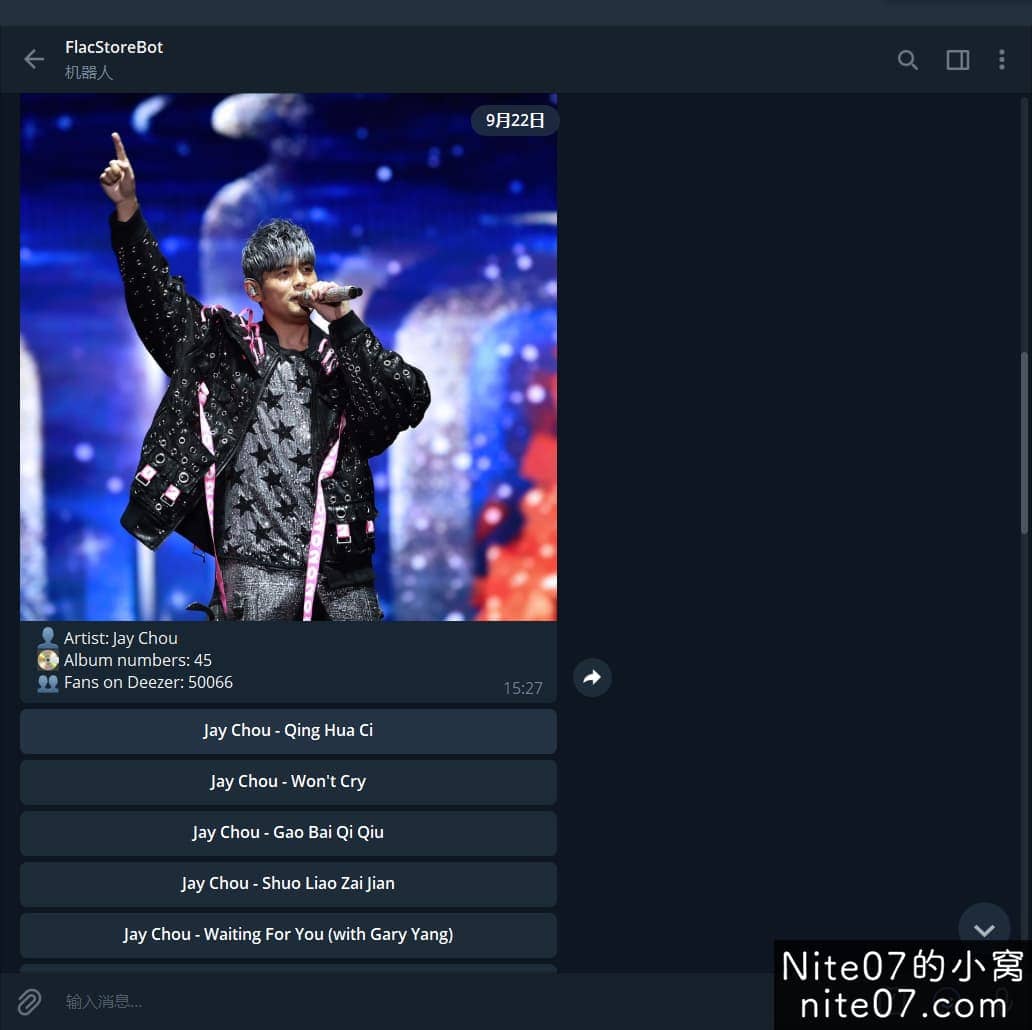 FlacStoreBot
机器人
9月22日
Artist: Jay Chou
Album numbers: 45
Fans on Deezer: 50066
15:27
Jay Chou - Qing Hua Ci
Jay Chou - Won't Cry
Jay Chou - Gao Bai Qi Qiu
Jay Chou - Shuo Liao Zai Jian
Jay Chou - Waiting For You (with Gary Yang)
输入消息...
Nite07的小窝
nite07.com